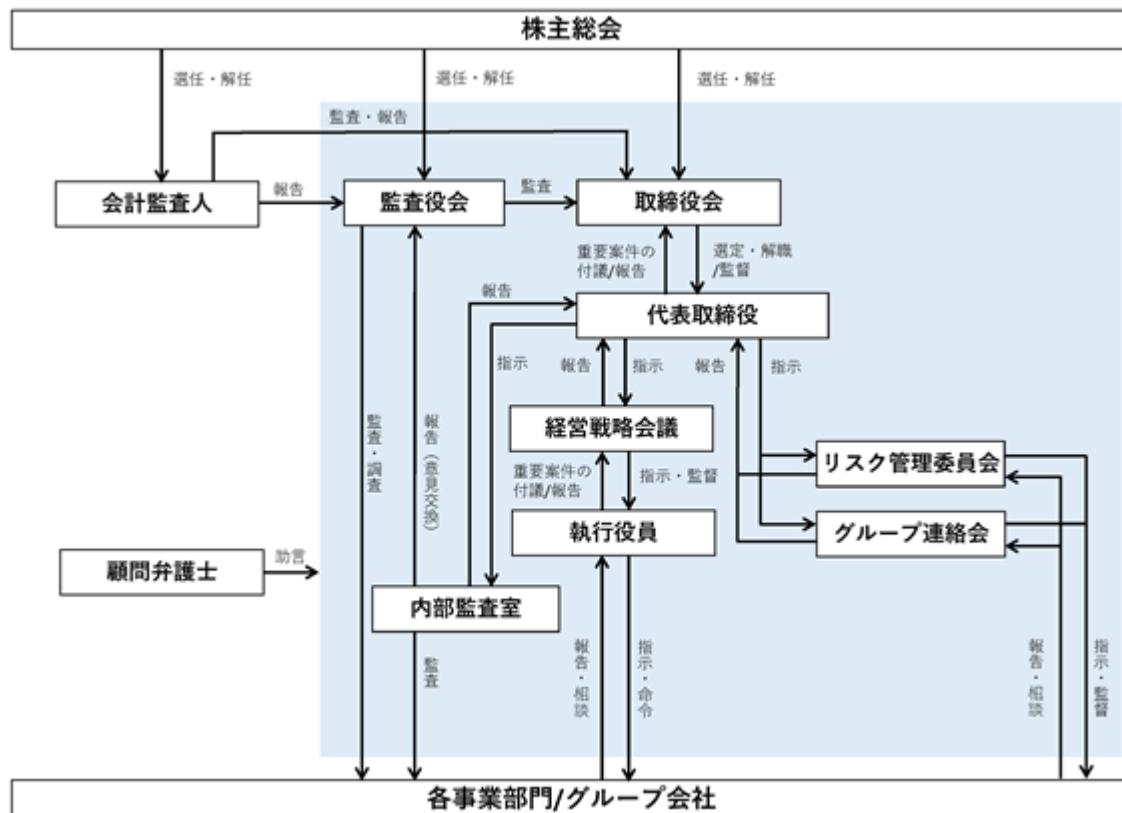 株主総会
選任・解任
選任・解任
選任・解任
監査・報告
会計監査人
報告
監査役会
監査
取締役会
重要案件の
付議/報告
選定・解職
/監督
報告
代表取締役
指示
報告
指示
報告
指示
監査・調査
報告（意見交換）
経営戦略会議
リスク管理委員会
重要案件の
付議/報告
指示・監督
執行役員
グループ連絡会
顧問弁護士
助言
内部監査室
監査
報告・相談
指示・命令
報告・相談
指示・監督
各事業部門/グループ会社